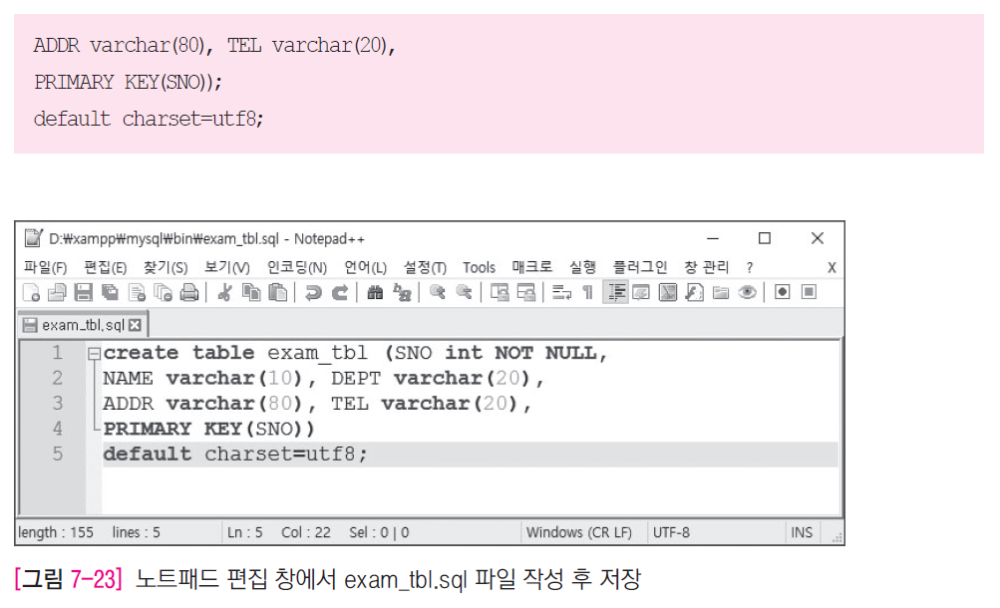 ADDR varchar(80), TEL varchar(20),
PRIMARY KEY(SNO));
default charset=utf8;
D:₩xampp₩mysql₩bin₩exam_tbl.sql - Notepad++
파일(F) 편집(E) 찾기(S) 보기(V) 인코딩(N) 언어(L) 설정(T) Tools 매크로 실행 플러그인 창 관리 ? X
exam_tbl.sql
1 create table exam_tbl (SNO int NOT NULL,
2 NAME varchar(10), DEPT varchar(20),
3 ADDR varchar(80), TEL varchar(20),
4 PRIMARY KEY(SNO))
5 default charset=utf8;
length : 155 lines : 5 Ln : 5 Col : 22 Sel : 0 | 0 Windows (CR LF) UTF-8 INS
[그림 7-23] 노트패드 편집 창에서 exam_tbl.sql 파일 작성 후 저장